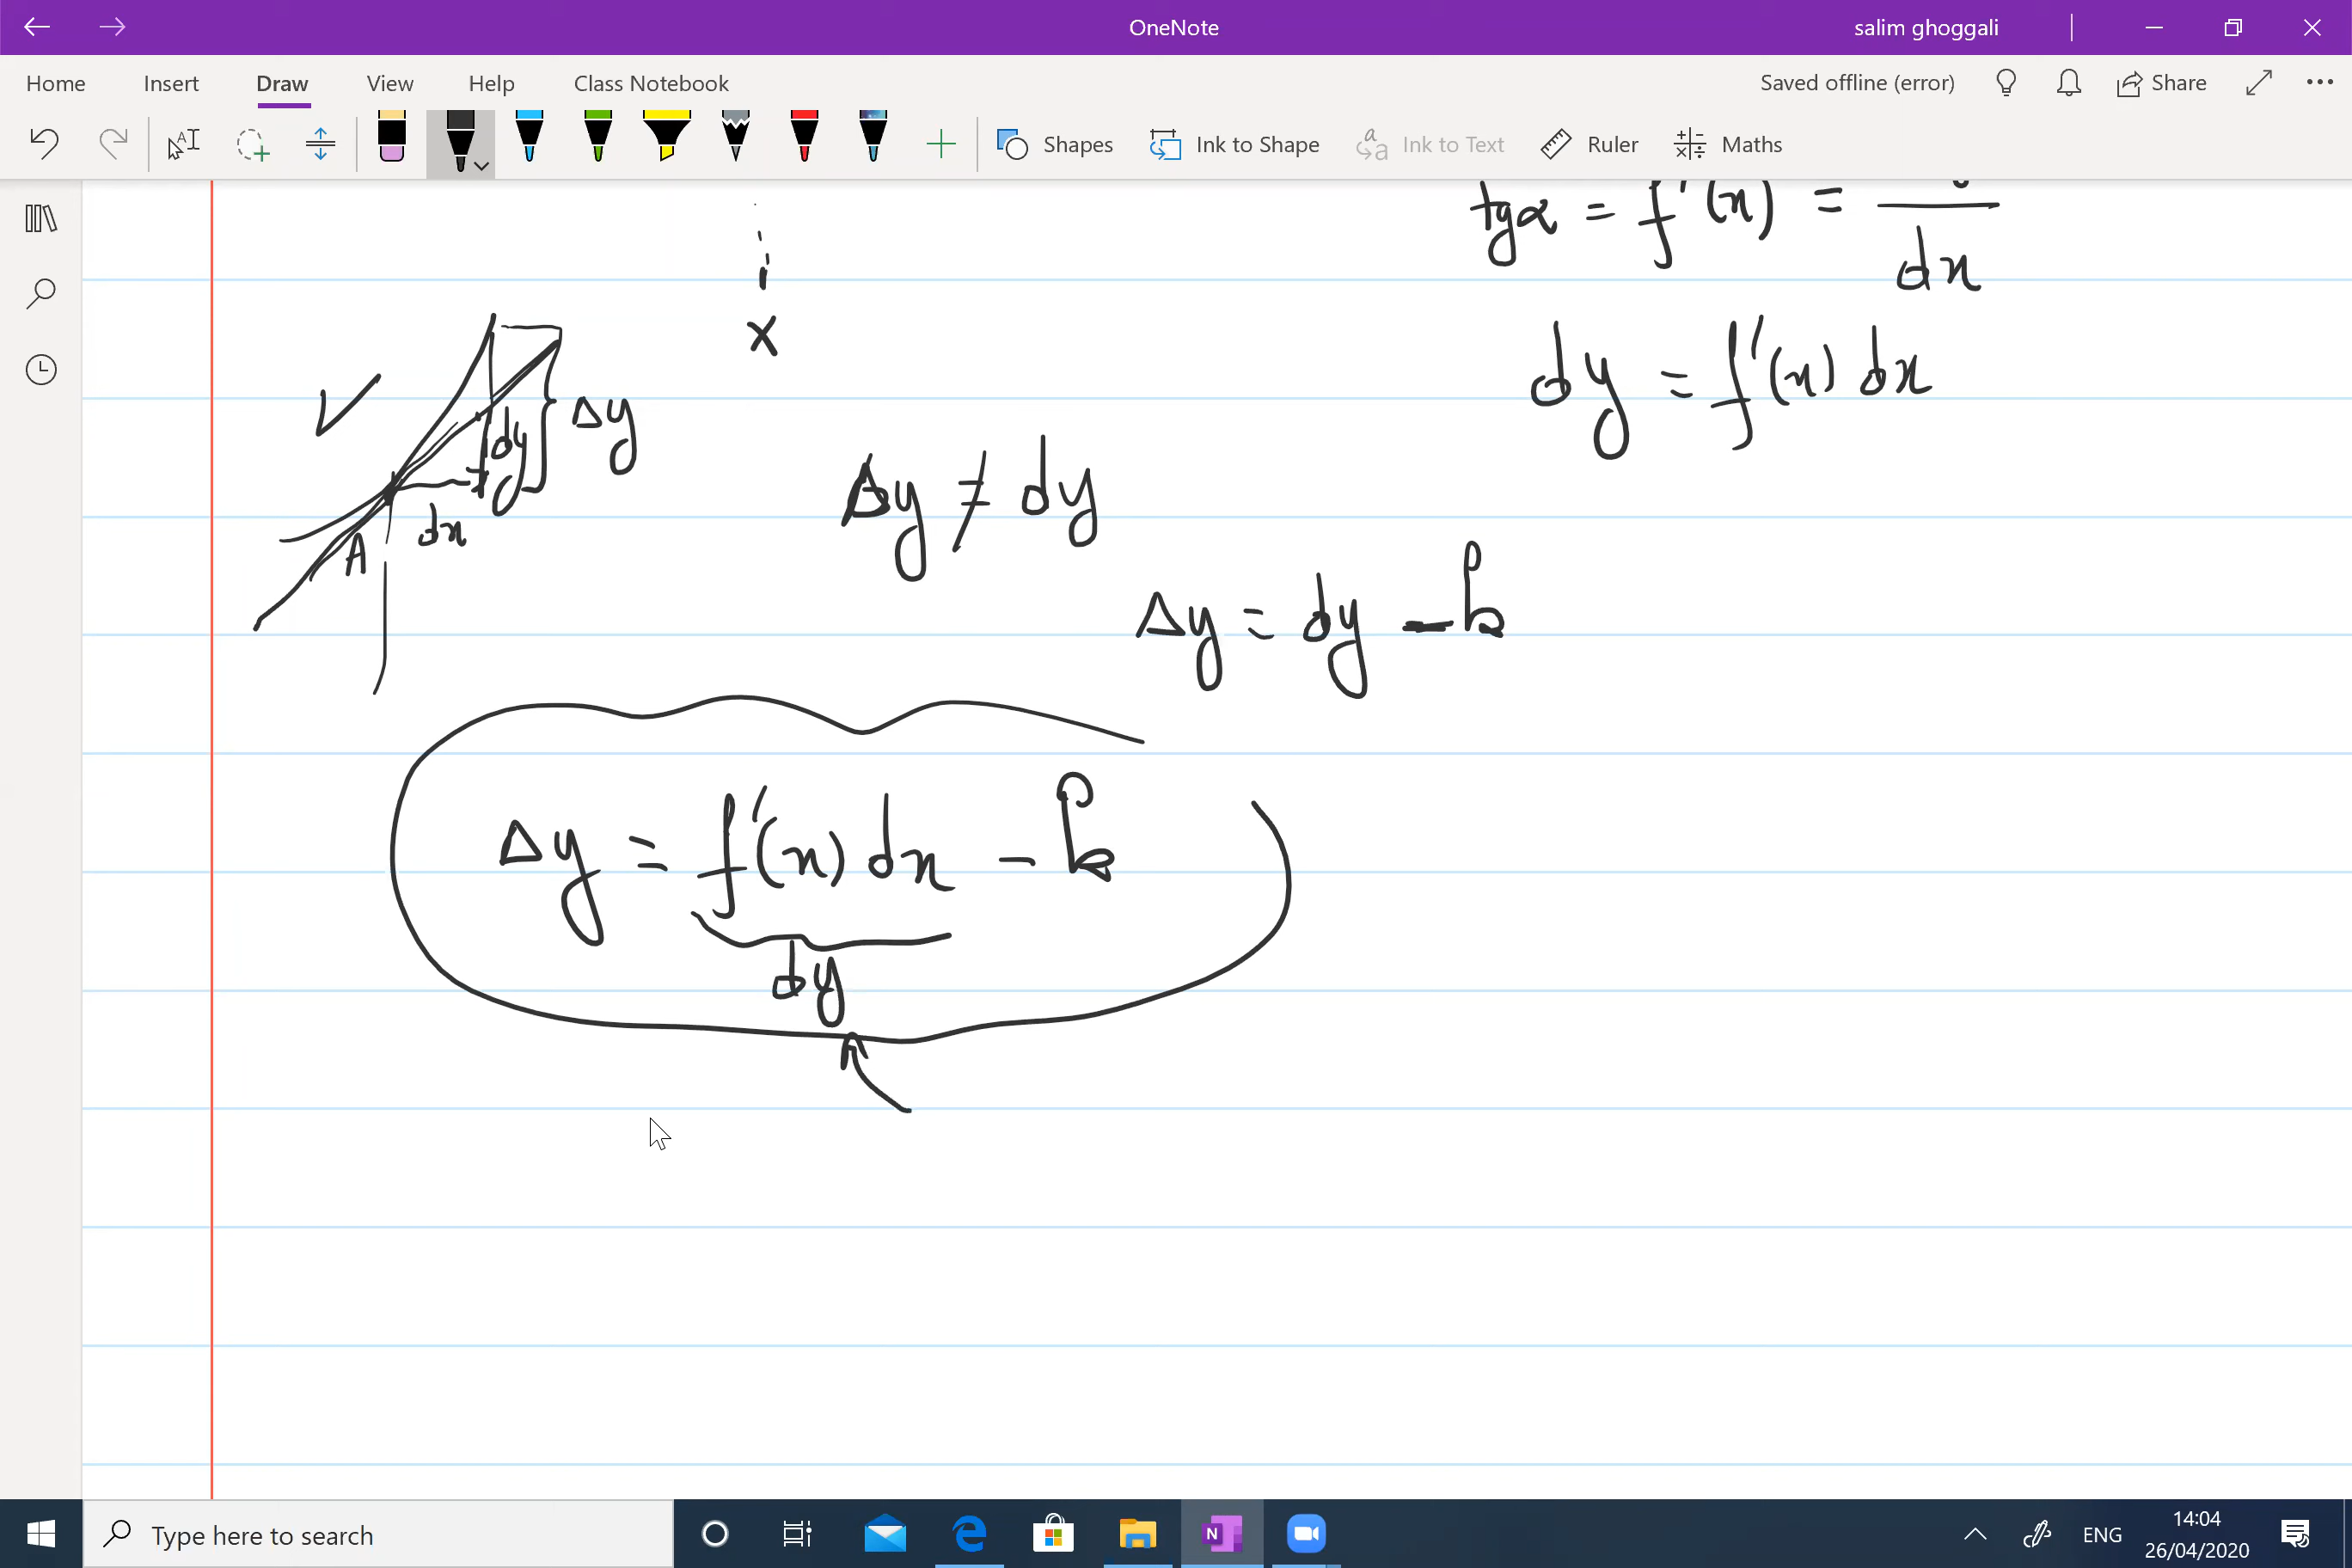 OneNote
salim ghoggali
Home Insert Draw View Help Class Notebook
Saved offline (error)
Share
Shapes Ink to Shape Ink to Text Ruler Maths
tgα = f'(x) =
dx
x
dy = f'(x) dx
Δy
dy
dx
A
Δy ≠ dy
Δy = dy - k
Δy = f'(x) dx - k
dy
Type here to search
ENG
14:04
26/04/2020